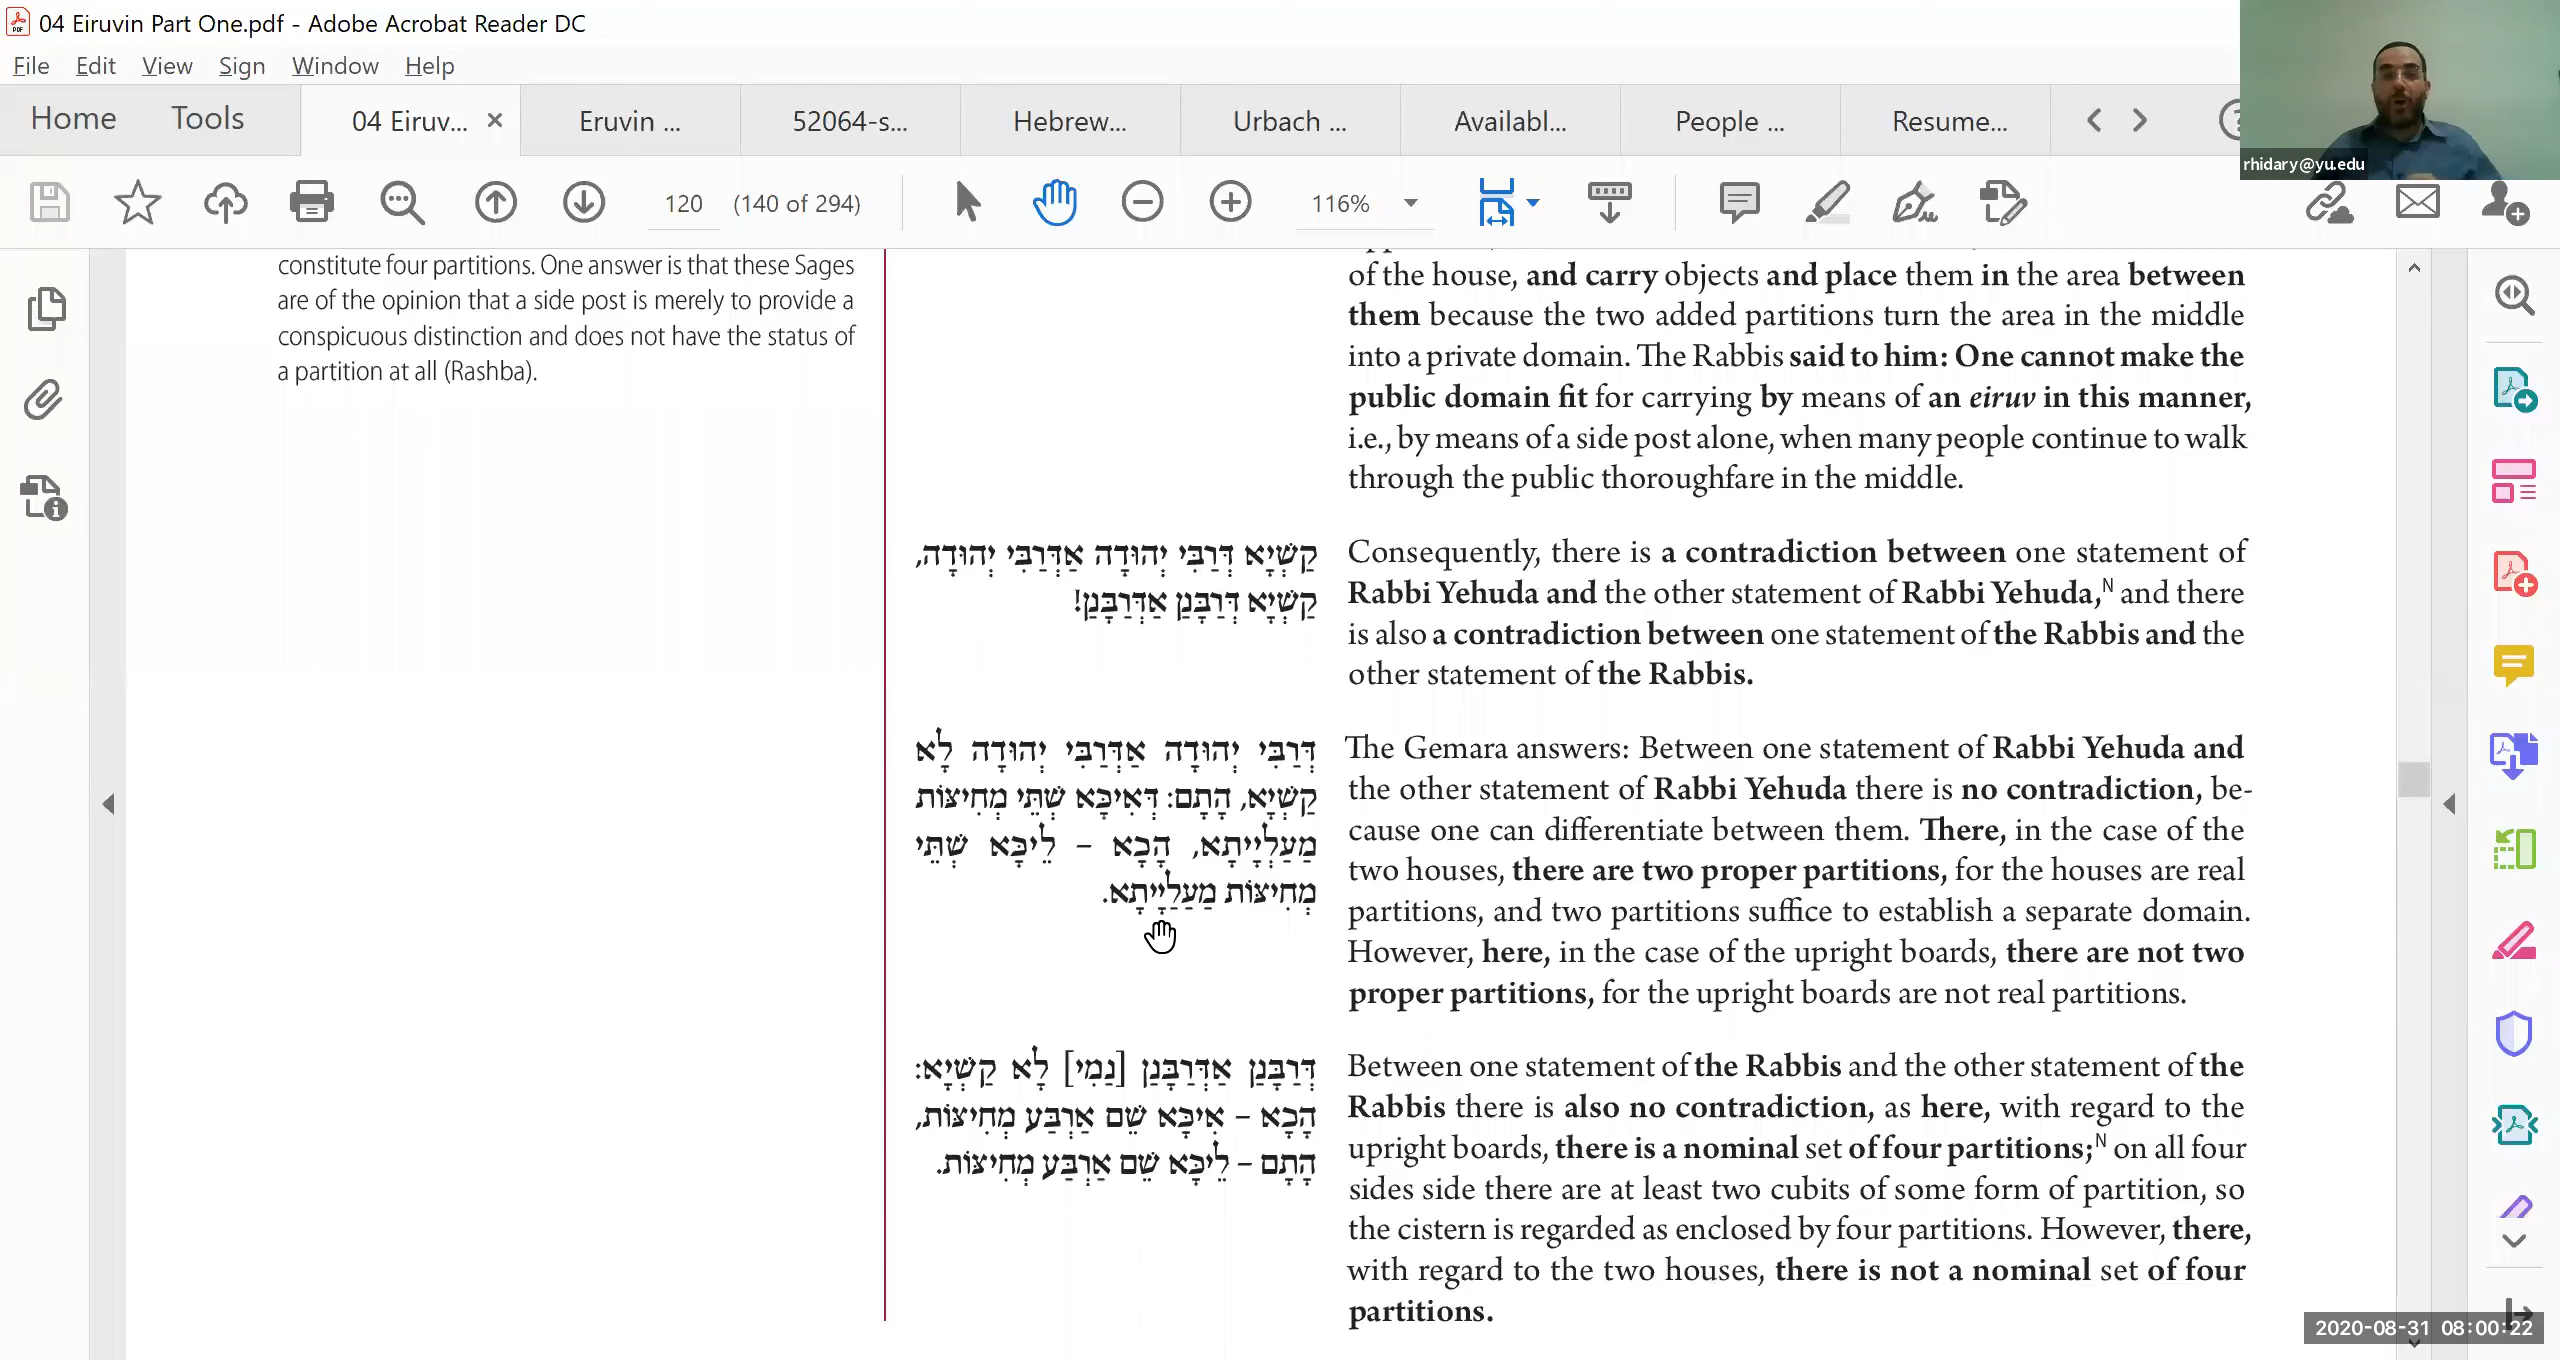 04 Eiruvin Part One.pdf - Adobe Acrobat Reader DC
File Edit View Sign Window Help
Home Tools 04 Eiruv... × Eruvin ... 52064-s... Hebrew... Urbach ... Availabl... People ... Resume...
rhidary@yu.edu
120 (140 of 294) 116%
constitute four partitions. One answer is that these Sages
are of the opinion that a side post is merely to provide a
conspicuous distinction and does not have the status of
a partition at all (Rashba).
of the house, and carry objects and place them in the area between
them because the two added partitions turn the area in the middle
into a private domain. The Rabbis said to him: One cannot make the
public domain fit for carrying by means of an eiruv in this manner,
i.e., by means of a side post alone, when many people continue to walk
through the public thoroughfare in the middle.
קַשְׁיָא דְּרַבִּי יְהוּדָה אַדְּרַבִּי יְהוּדָה,
קַשְׁיָא דְּרַבָּנַן אַדְּרַבָּנַן!
Consequently, there is a contradiction between one statement of
Rabbi Yehuda and the other statement of Rabbi Yehuda,N and there
is also a contradiction between one statement of the Rabbis and the
other statement of the Rabbis.
דְּרַבִּי יְהוּדָה אַדְּרַבִּי יְהוּדָה לָא
קַשְׁיָא, הָתָם: דְּאִיכָּא שְׁתֵּי מְחִיצּוֹת
מַעַלְיָיתָא, הָכָא – לֵיכָּא שְׁתֵּי
מְחִיצּוֹת מַעַלְיָיתָא.
The Gemara answers: Between one statement of Rabbi Yehuda and
the other statement of Rabbi Yehuda there is no contradiction, be-
cause one can differentiate between them. There, in the case of the
two houses, there are two proper partitions, for the houses are real
partitions, and two partitions suffice to establish a separate domain.
However, here, in the case of the upright boards, there are not two
proper partitions, for the upright boards are not real partitions.
דְּרַבָּנַן אַדְּרַבָּנַן [נַמִי] לָא קַשְׁיָא:
הָכָא – אִיכָּא שֵׁם אַרְבַּע מְחִיצּוֹת,
הָתָם – לֵיכָּא שֵׁם אַרְבַּע מְחִיצּוֹת.
Between one statement of the Rabbis and the other statement of the
Rabbis there is also no contradiction, as here, with regard to the
upright boards, there is a nominal set of four partitions;N on all four
sides side there are at least two cubits of some form of partition, so
the cistern is regarded as enclosed by four partitions. However, there,
with regard to the two houses, there is not a nominal set of four
partitions.
2020-08-31 08:00:22